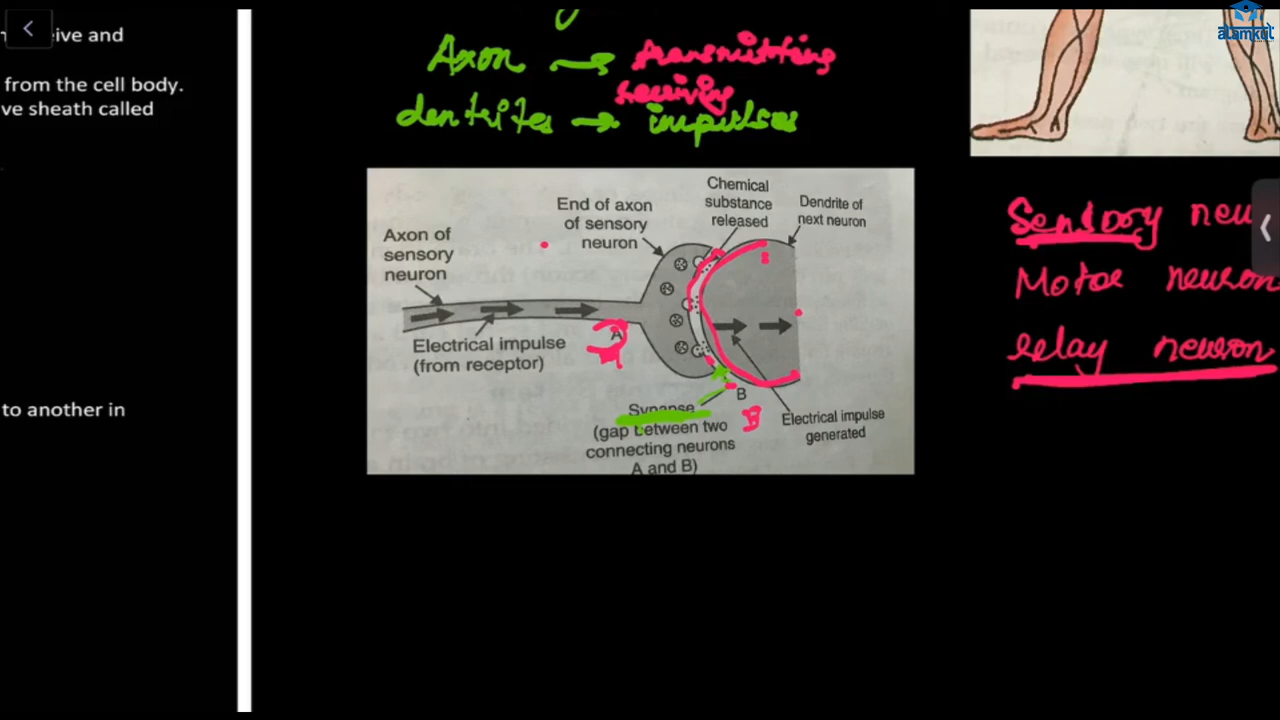 ive and
from the cell body.
ve sheath called
to another in
Axon → transmitting
receiving
dentrites → impulses
Axon of
sensory
neuron
End of axon
of sensory
neuron
Chemical
substance
released
Dendrite of
next neuron
Electrical impulse
(from receptor)
A
A
B
B
Synapse
(gap between two
connecting neurons
A and B)
Electrical impulse
generated
alamkol
Sensory neu
Motor neuron
relay neuron